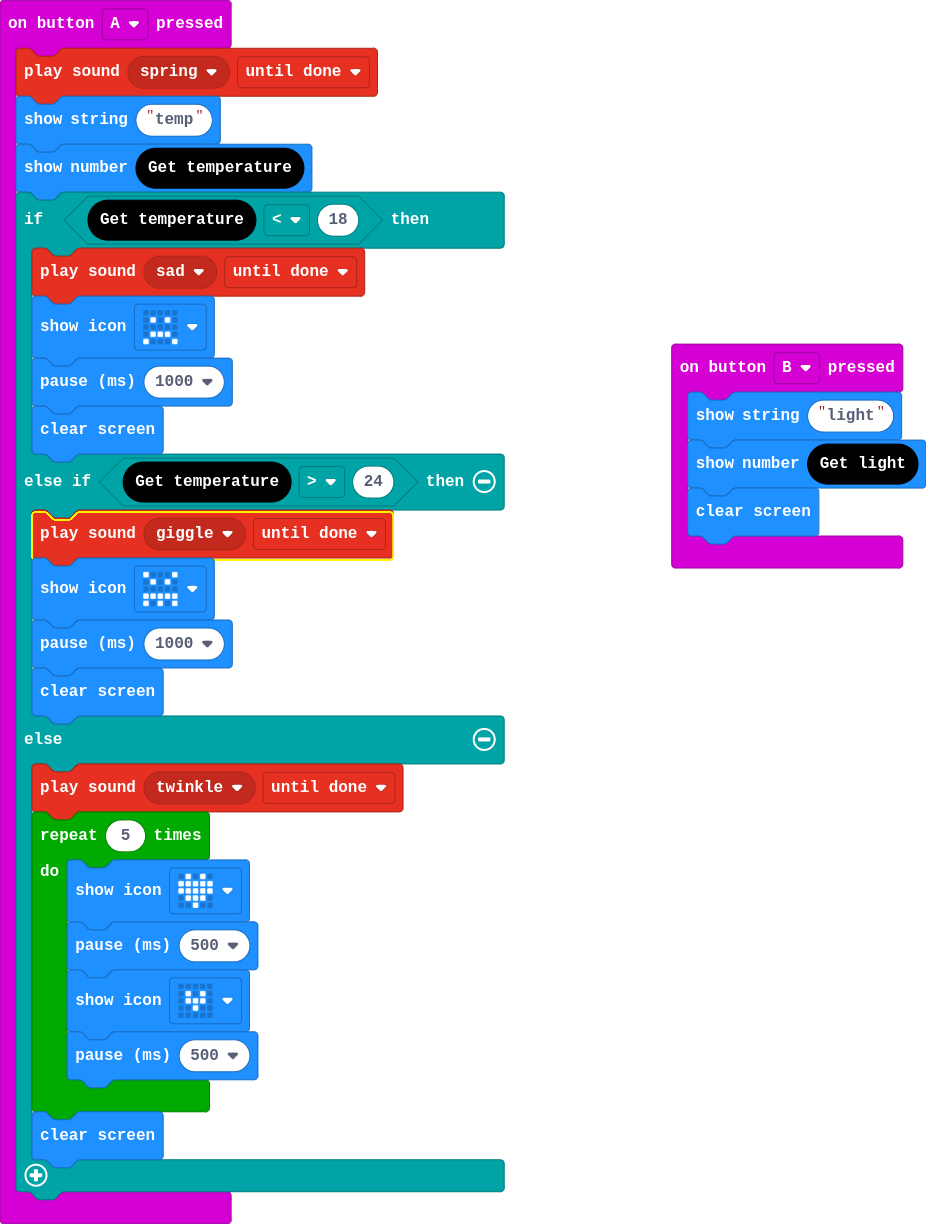 on button A pressed
play sound spring until done
show string "temp"
show number Get temperature
if Get temperature < 18 then
play sound sad until done
show icon
pause (ms) 1000
clear screen
else if Get temperature > 24 then
play sound giggle until done
show icon
pause (ms) 1000
clear screen
else
play sound twinkle until done
repeat 5 times
do
show icon
pause (ms) 500
show icon
pause (ms) 500
clear screen
on button B pressed
show string "light"
show number Get light
clear screen